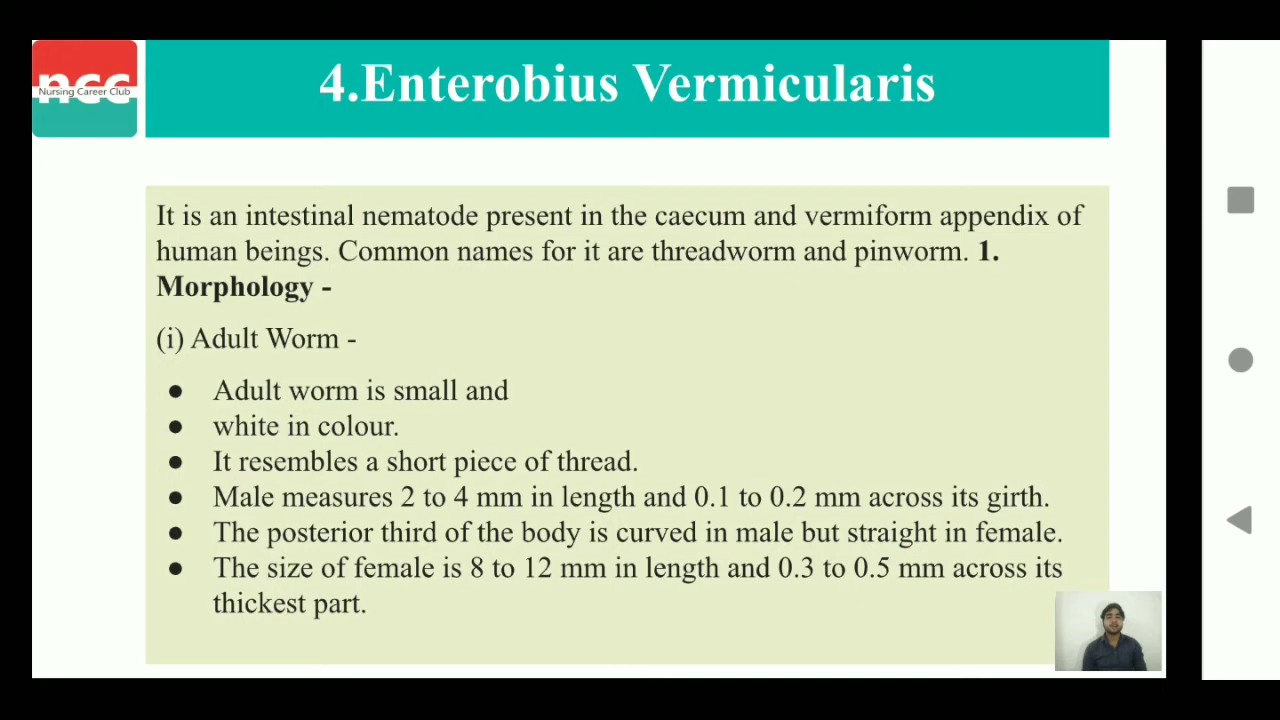 ncc
Nursing Career Club
4.Enterobius Vermicularis
It is an intestinal nematode present in the caecum and vermiform appendix of
human beings. Common names for it are threadworm and pinworm. 1.
Morphology -
(i) Adult Worm -
● Adult worm is small and
● white in colour.
● It resembles a short piece of thread.
● Male measures 2 to 4 mm in length and 0.1 to 0.2 mm across its girth.
● The posterior third of the body is curved in male but straight in female.
● The size of female is 8 to 12 mm in length and 0.3 to 0.5 mm across its
thickest part.